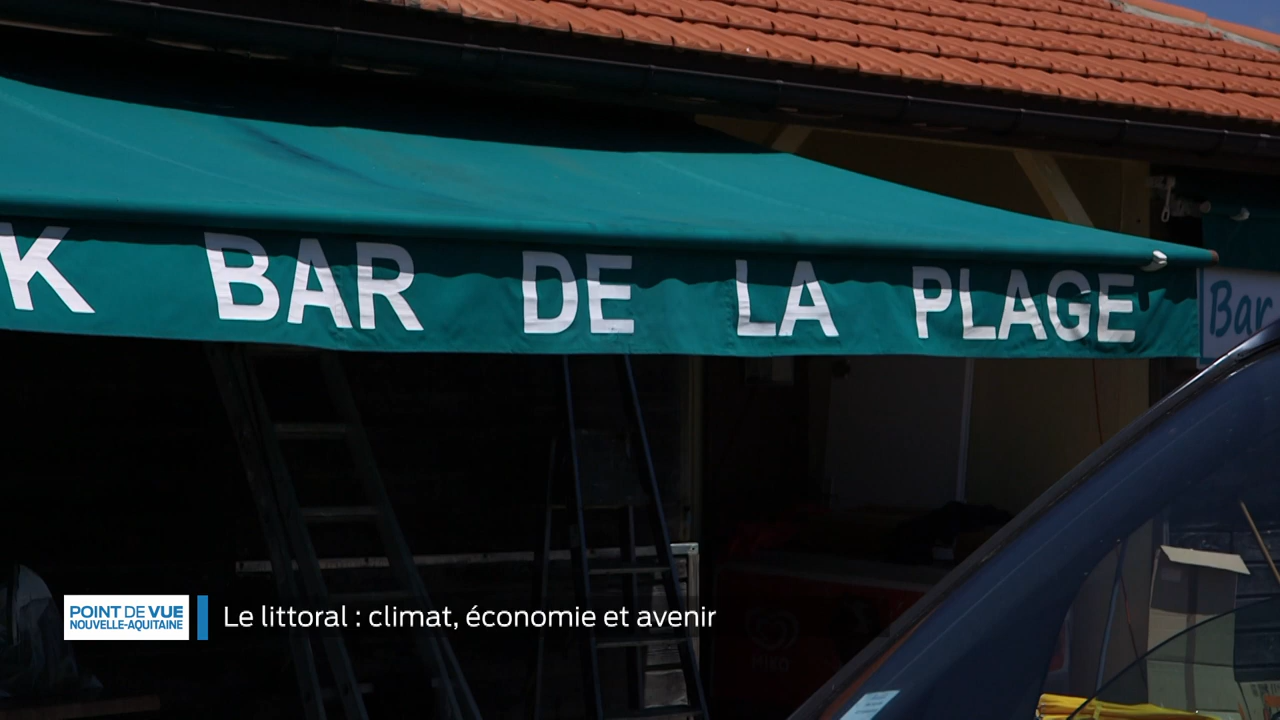 K BAR DE LA PLAGE
Bar
POINT DE VUE
NOUVELLE-AQUITAINE
Le littoral : climat, économie et avenir